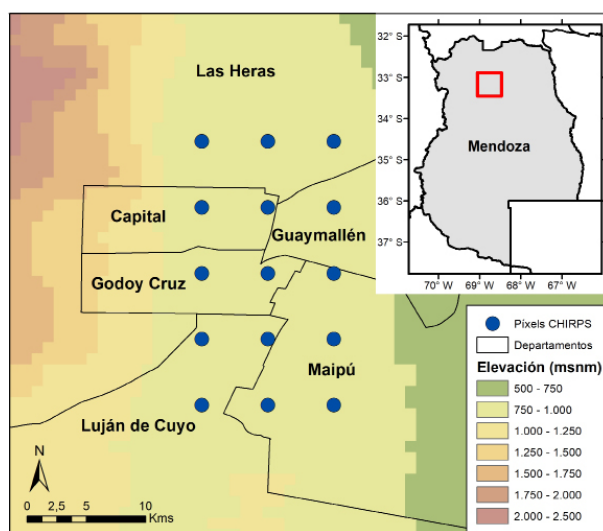 Las Heras
Capital
Guaymallén
Godoy Cruz
Maipú
Luján de Cuyo
N
0 2,5 5 10
Kms
32° S
33° S
34° S
35° S
36° S
37° S
Mendoza
70° W 69° W 68° W 67° W
Píxels CHIRPS
Departamentos
Elevación (msnm)
500 - 750
750 - 1.000
1.000 - 1.250
1.250 - 1.500
1.500 - 1.750
1.750 - 2.000
2.000 - 2.500